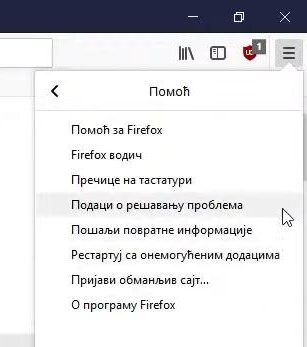 1
Помоћ
Помоћ за Firefox
Firefox водич
Пречице на тастатури
Подаци о решавању проблема
Пошаљи повратне информације
Рестартуј са онемогућеним додацима
Пријави обманљив сајт...
О програму Firefox